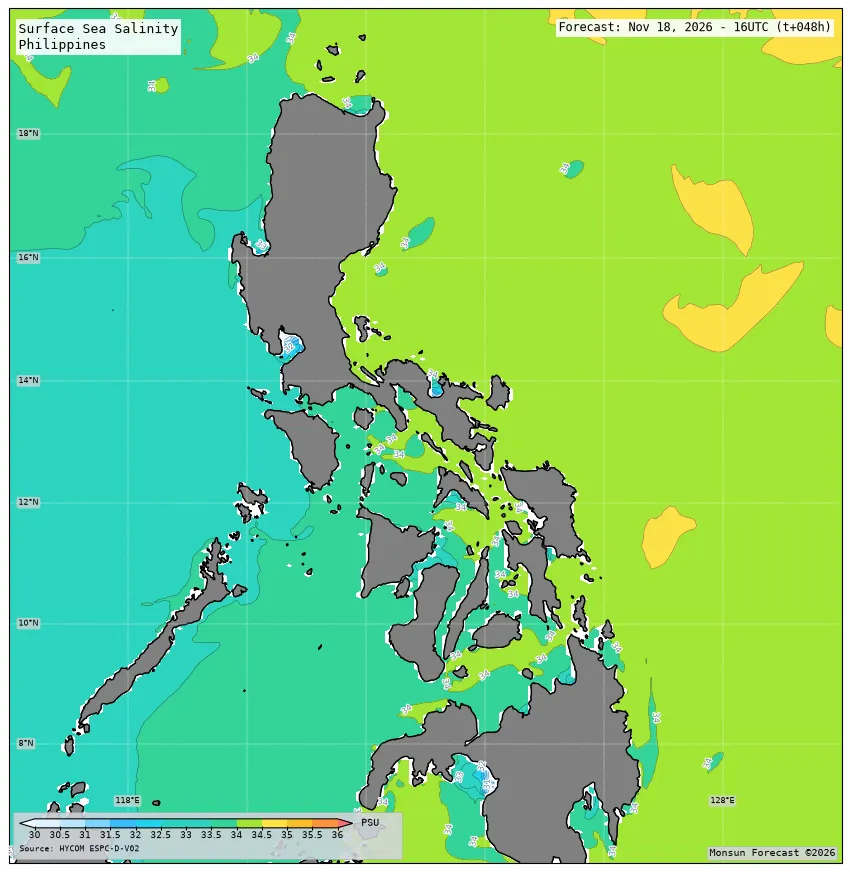 Surface Sea Salinity
Philippines
Forecast: Nov 18, 2026 - 16UTC (t+048h)
18°N
16°N
14°N
12°N
10°N
8°N
118°E
128°E
PSU
30 30.5 31 31.5 32 32.5 33 33.5 34 34.5 35 35.5 36
Source: HYCOM ESPC-D-V02
Monsun Forecast ©2026